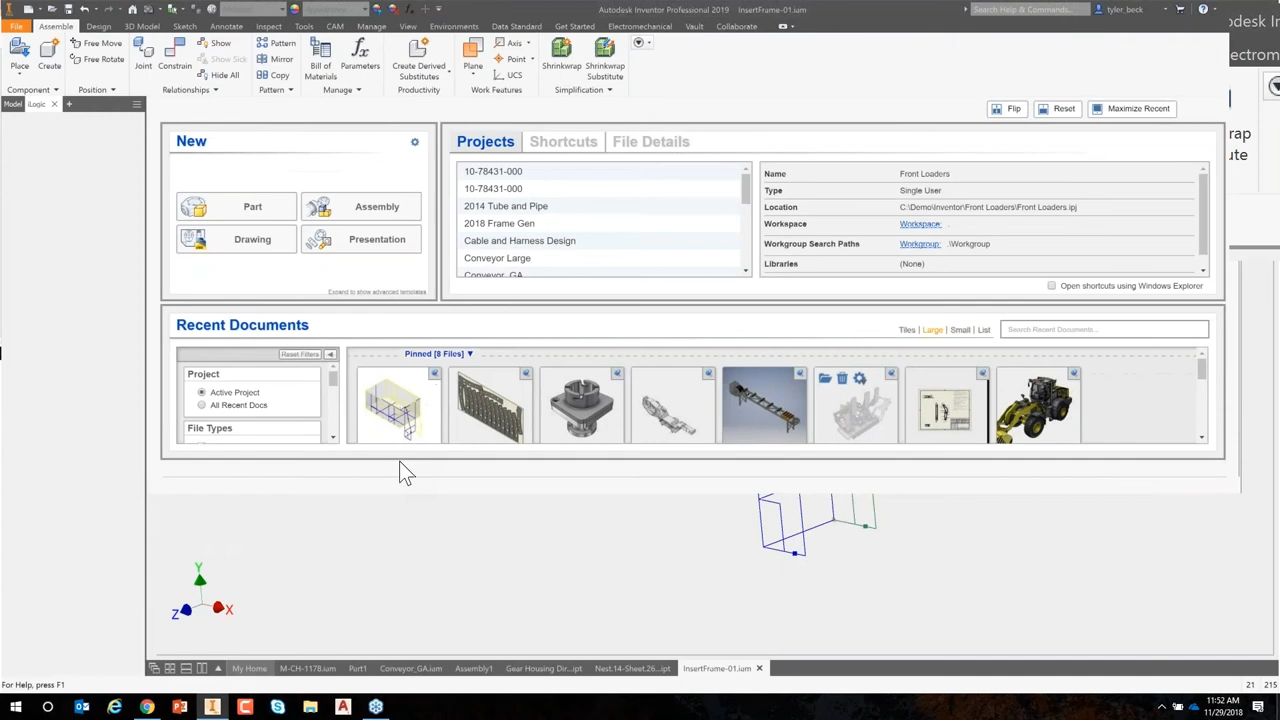 Autodesk Inventor Professional 2019 InsertFrame-01.iam
Search Help & Commands...
tyler_beck
File Assemble Design 3D Model Sketch Annotate Inspect Tools CAM Manage View Environments Get Started Electromechanical Vault Collaborate
Place
Create
Free Move
Free Rotate
Joint
Constrain
Show
Show Sick
Hide All
Pattern
Mirror
Copy
Bill of
Materials
Parameters
Create Derived
Substitutes
Plane
Axis
Point
UCS
Shrinkwrap
Shrinkwrap
Substitute
Component
Position
Relationships
Pattern
Manage
Productivity
Work Features
Simplification
Model iLogic
Flip
Reset
Maximize Recent
New
Part
Assembly
Drawing
Presentation
Expand to show advanced templates
Projects Shortcuts File Details
10-78431-000
10-78431-000
2014 Tube and Pipe
2018 Frame Gen
Cable and Harness Design
Conveyor Large
Conveyor_GA
Name Front Loaders
Type Single User
Location C:\Demo\Inventor\Front Loaders\Front Loaders.ipj
Workspace Workspace: .
Workgroup Search Paths Workgroup: .\Workgroup
Libraries (None)
Open shortcuts using Windows Explorer
Recent Documents
Tiles Large Small List
Search Recent Documents...
Reset Filters
Pinned [8 Files]
Project
Active Project
All Recent Docs
File Types
Y
Z
X
My Home M-CH-1178.iam Part1 Conveyor_GA.iam Assembly1 Gear Housing Dir....ipt Nest.14-Sheet.26...ipt InsertFrame-01.iam
For Help, press F1
21 215
11:52 AM
11/29/2018